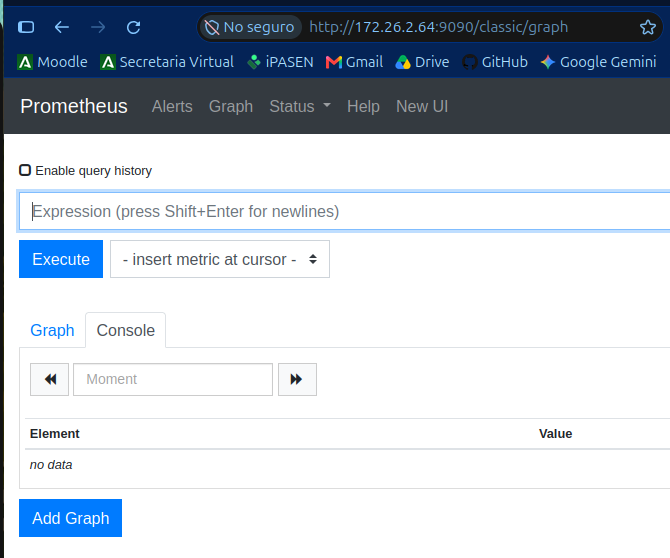 No seguro http://172.26.2.64:9090/classic/graph
Moodle Secretaria Virtual iPASEN Gmail Drive GitHub Google Gemini
Prometheus Alerts Graph Status Help New UI
Enable query history
Expression (press Shift+Enter for newlines)
Execute - insert metric at cursor -
Graph Console
Moment
Element Value
no data
Add Graph